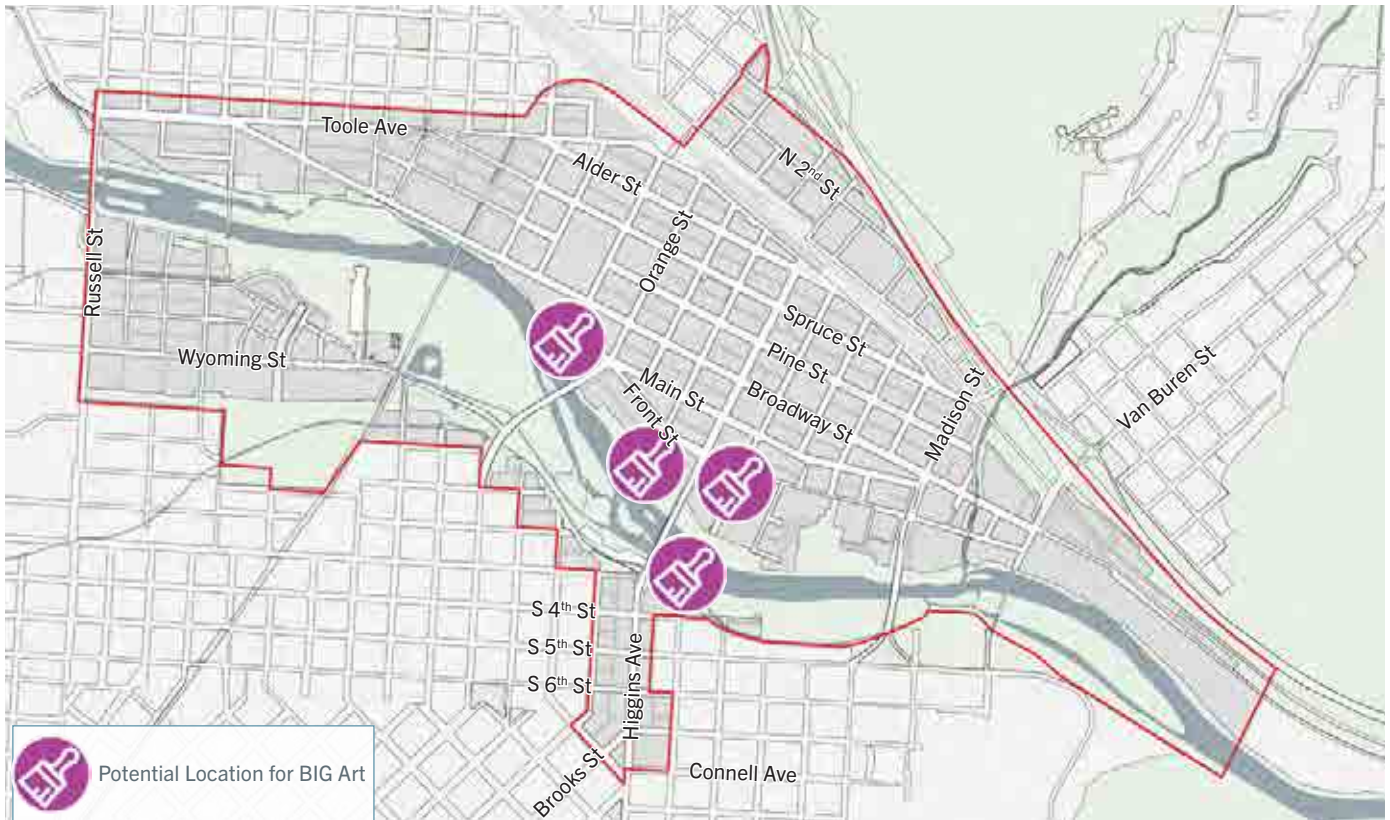 Toole Ave
N 2nd St
Alder St
Orange St
Russell St
Spruce St
Wyoming St
Pine St
Van Buren St
Main St
Front St
Broadway St
Madison St
S 4th St
S 5th St
S 6th St
Higgins Ave
Brooks St
Connell Ave
Potential Location for BIG Art